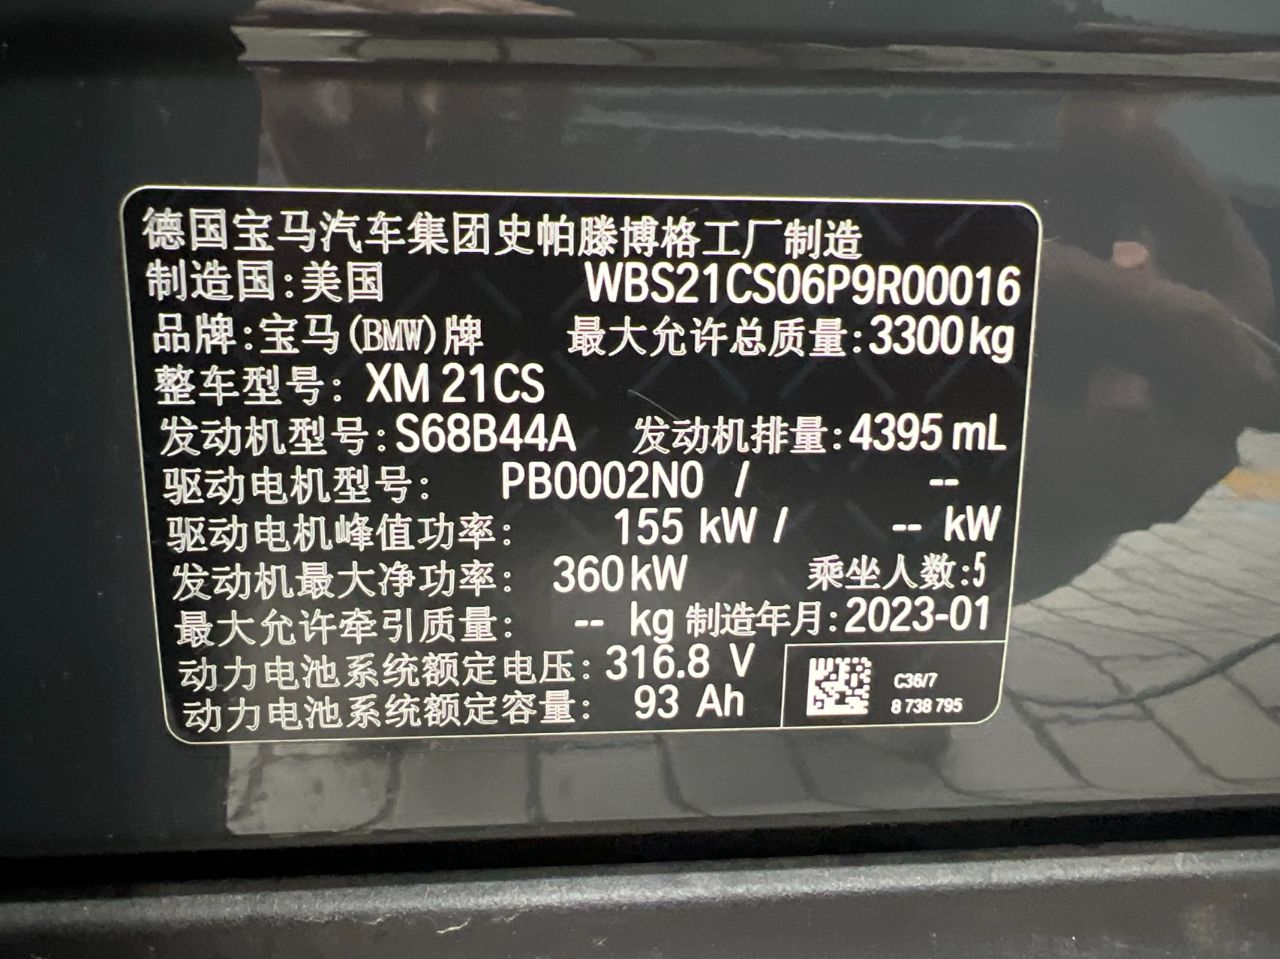 德国宝马汽车集团史帕滕博格工厂制造
制造国:美国 WBS21CS06P9R00016
品牌:宝马(BMW)牌 最大允许总质量:3300kg
整车型号: XM 21CS
发动机型号:S68B44A 发动机排量:4395 mL
驱动电机型号: PB0002N0 / --
驱动电机峰值功率: 155 kW / -- kW
发动机最大净功率: 360kW 乘坐人数:5
最大允许牵引质量: -- kg 制造年月:2023-01
动力电池系统额定电压:316.8 V
动力电池系统额定容量: 93 Ah
C36/7
8 738 795